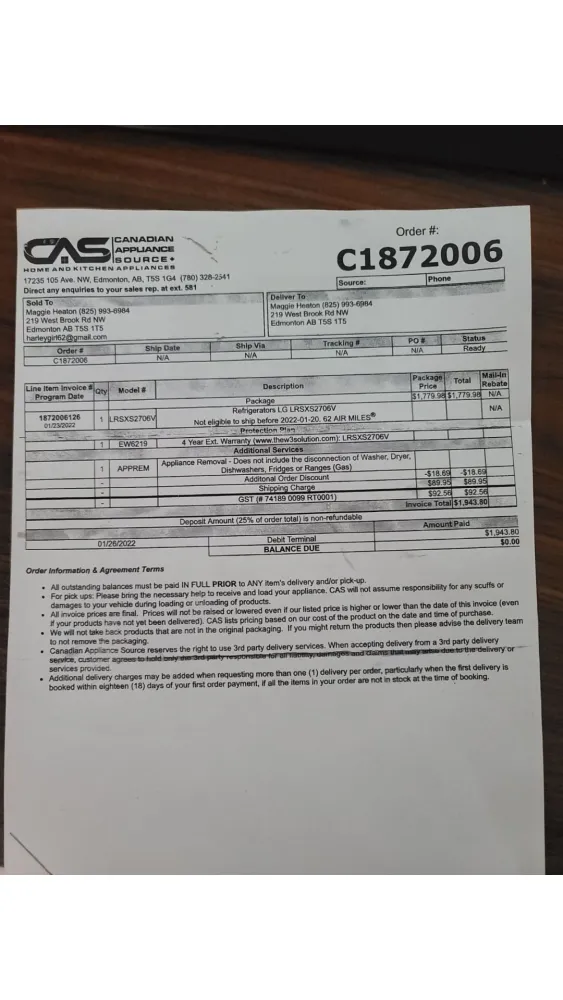 CAS CANADIAN APPLIANCE SOURCE
HOME AND KITCHEN APPLIANCES
17235 105 Ave. NW, Edmonton, AB, T5S 1G4 (780) 328-2541
Direct any enquiries to your sales rep. at ext. 581
Order #:
C1872006
Source: Phone
Sold To
Maggie Heaton (825) 993-6984
219 West Brook Rd NW
Edmonton AB T5S 1T5
harleygirl62@gmail.com
Deliver To
Maggie Heaton (825) 993-6984
219 West Brook Rd NW
Edmonton AB T5S 1T5
Order # Ship Date Ship Via Tracking # PO # Status
C1872006 N/A N/A N/A N/A Ready
Line Item Invoice # Program Date Qty Model # Description Package Price Total Mail-In Rebate
Package $1,779.98 $1,779.98 N/A
1872006126 01/23/2022 1 LRSXS2706V Refrigerators LG LRSXS2706V N/A
Not eligible to ship before 2022-01-20. 62 AIR MILES®
Protection Plan
1 EW6219 4 Year Ext. Warranty (www.thew3solution.com): LRSXS2706V
Additional Services
1 APPREM Appliance Removal - Does not include the disconnection of Washer, Dryer, Dishwashers, Fridges or Ranges (Gas)
- Additonal Order Discount -$18.69 -$18.69
- Shipping Charge $89.95 $89.95
- GST (# 74189 0099 RT0001) $92.56 $92.56
Invoice Total $1,943.80
Deposit Amount (25% of order total) is non-refundable
Amount Paid
01/26/2022 Debit Terminal $1,943.80
BALANCE DUE $0.00
Order Information & Agreement Terms
• All outstanding balances must be paid IN FULL PRIOR to ANY item's delivery and/or pick-up.
• For pick ups: Please bring the necessary help to receive and load your appliance. CAS will not assume responsibility for any scuffs or
damages to your vehicle during loading or unloading of products.
• All invoice prices are final. Prices will not be raised or lowered even if our listed price is higher or lower than the date of this invoice (even
if your products have not yet been delivered). CAS lists pricing based on our cost of the product on the date and time of purchase.
• We will not take back products that are not in the original packaging. If you might return the products then please advise the delivery team
to not remove the packaging.
• Canadian Appliance Source reserves the right to use 3rd party delivery services. When accepting delivery from a 3rd party delivery
service, customer agrees to hold only the 3rd party responsible for all liability, damages and claims that may arise due to the delivery or
services provided.
• Additional delivery charges may be added when requesting more than one (1) delivery per order, particularly when the first delivery is
booked within eighteen (18) days of your first order payment, if all the items in your order are not in stock at the time of booking.